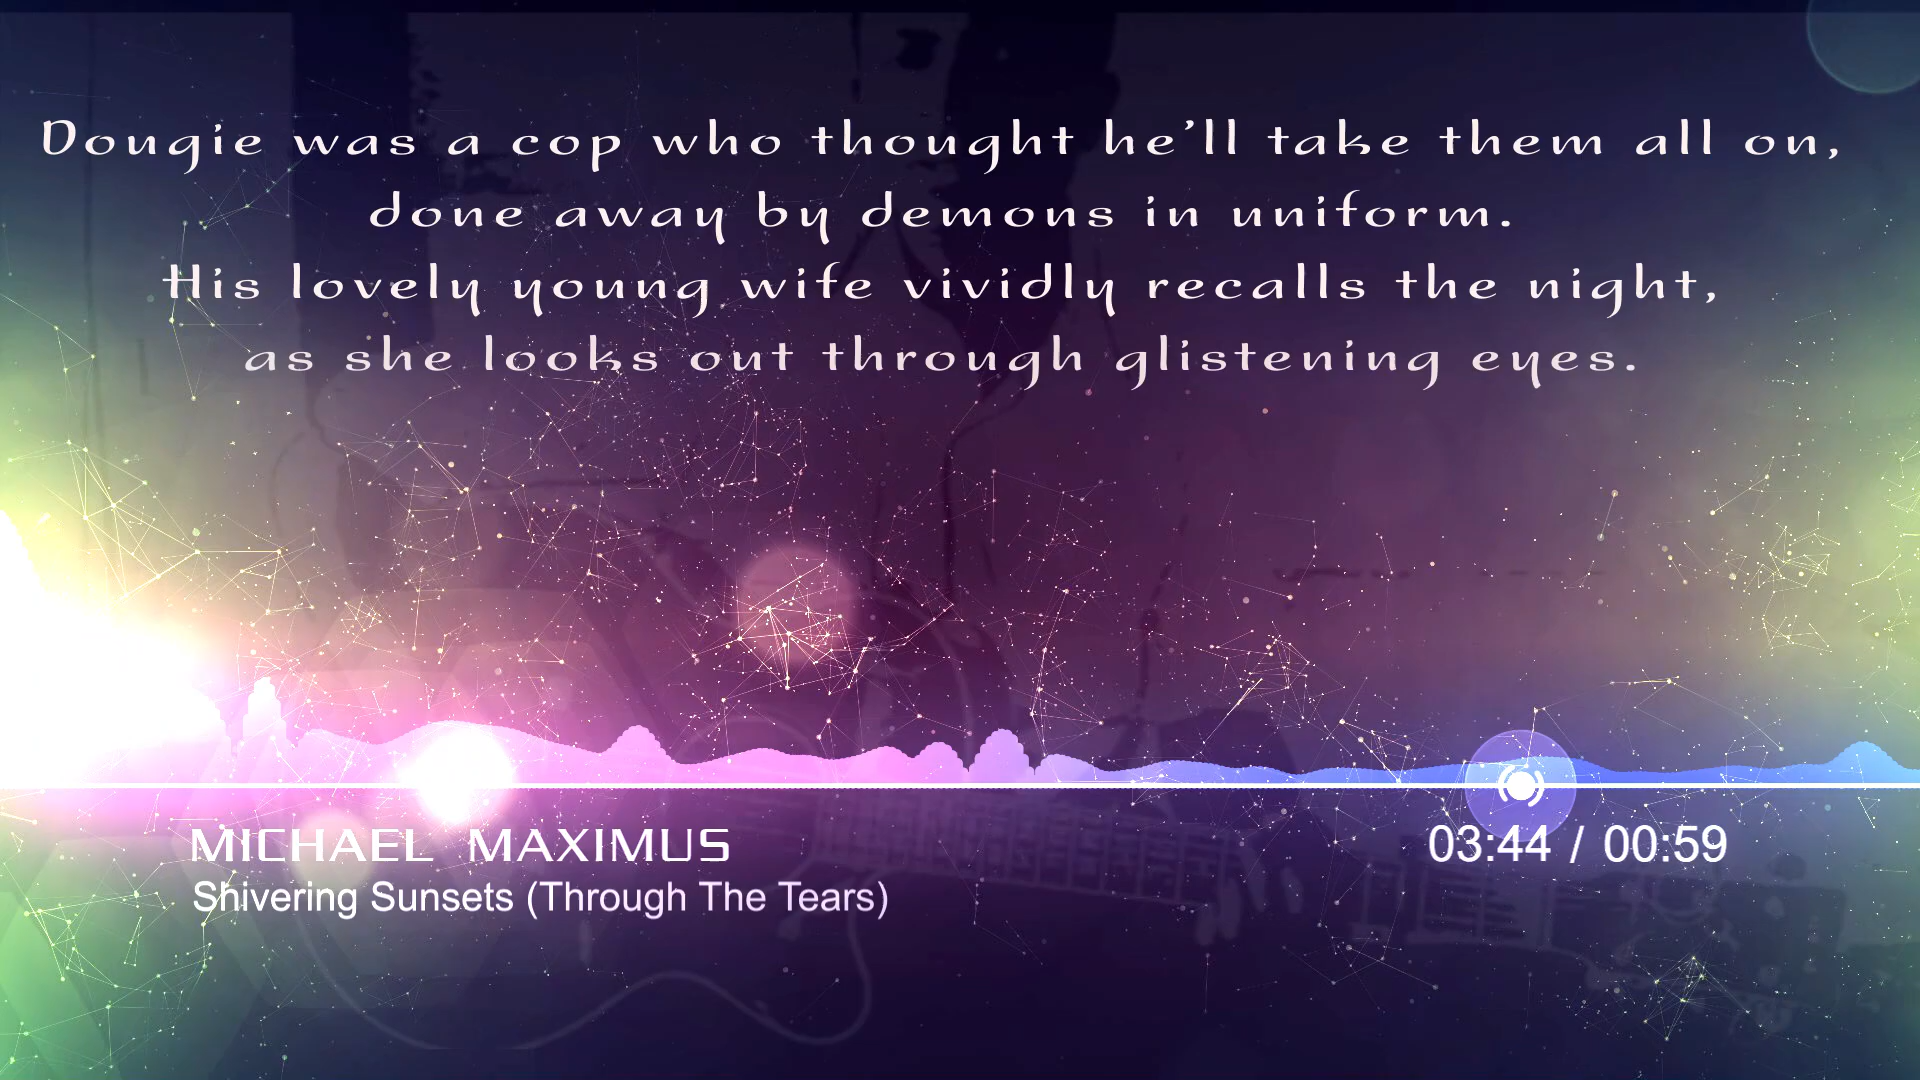 Dougie was a cop who thought he’ll take them all on,
done away by demons in uniform.
His lovely young wife vividly recalls the night,
as she looks out through glistening eyes.
MICHAEL MAXIMUS
03:44 / 00:59
Shivering Sunsets (Through The Tears)